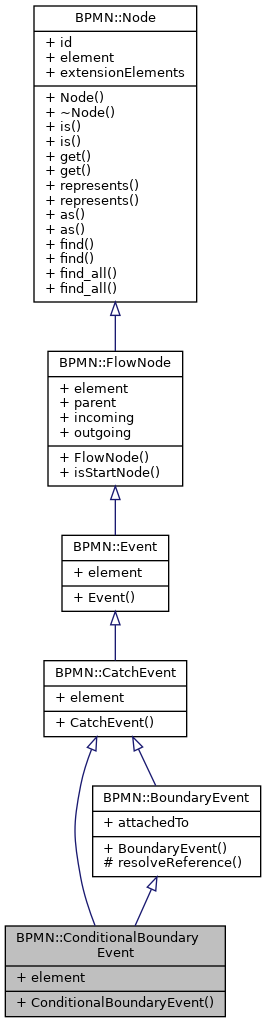 BPMN::Node
+ id
+ element
+ extensionElements
+ Node()
+ ~Node()
+ is()
+ is()
+ get()
+ get()
+ represents()
+ represents()
+ as()
+ as()
+ find()
+ find()
+ find_all()
+ find_all()
BPMN::FlowNode
+ element
+ parent
+ incoming
+ outgoing
+ FlowNode()
+ isStartNode()
BPMN::Event
+ element
+ Event()
BPMN::CatchEvent
+ element
+ CatchEvent()
BPMN::BoundaryEvent
+ attachedTo
+ BoundaryEvent()
# resolveReference()
BPMN::ConditionalBoundary
Event
+ element
+ ConditionalBoundaryEvent()